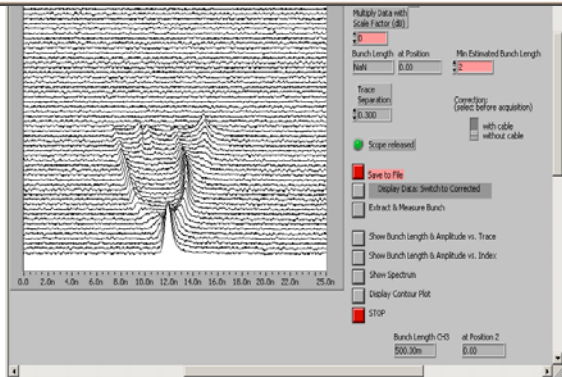 Multiply Data with
Scale Factor (dB)
0
Bunch Length at Position
Min Estimated Bunch Length
NaN
0.00
2
Trace
Separation
0.300
Correction:
(select before acquisition)
with cable
without cable
Scope released
Save to File
Display Data: Switch to Corrected
Extract & Measure Bunch
Show Bunch Length & Amplitude vs. Trace
Show Bunch Length & Amplitude vs. Index
Show Spectrum
Display Contour Plot
STOP
0.0 2.0n 4.0n 6.0n 8.0n 10.0n 12.0n 14.0n 16.0n 18.0n 20.0n 22.0n 25.0n
Bunch Length CH3
at Position 2
500.00m
0.00